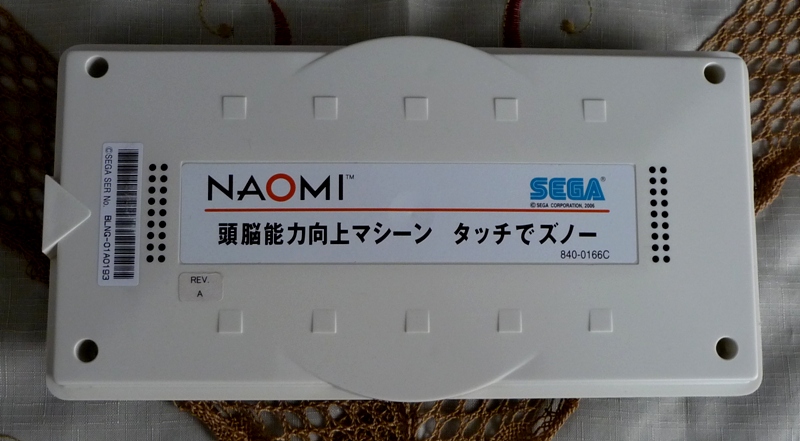 ©SEGA SER No. BLNG-01A0193
NAOMI™
SEGA®
© SEGA CORPORATION, 2006
頭脳能力向上マシーン タッチでズノー
840-0166C
REV.
A